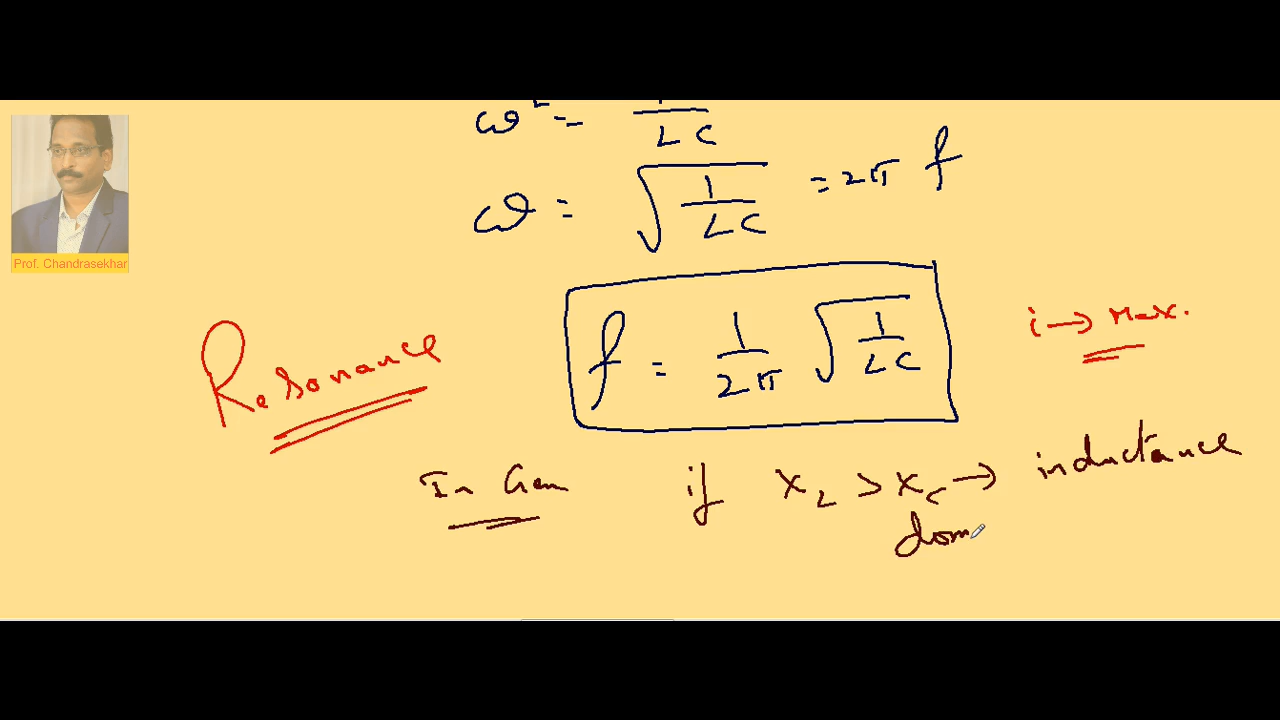 ω² = 1/LC
ω = √(1/LC) = 2π f
Prof. Chandrasekhar
f = 1/2π √(1/LC)
i → Max.
Resonance
In Gen if X_L > X_C → inductance
dom